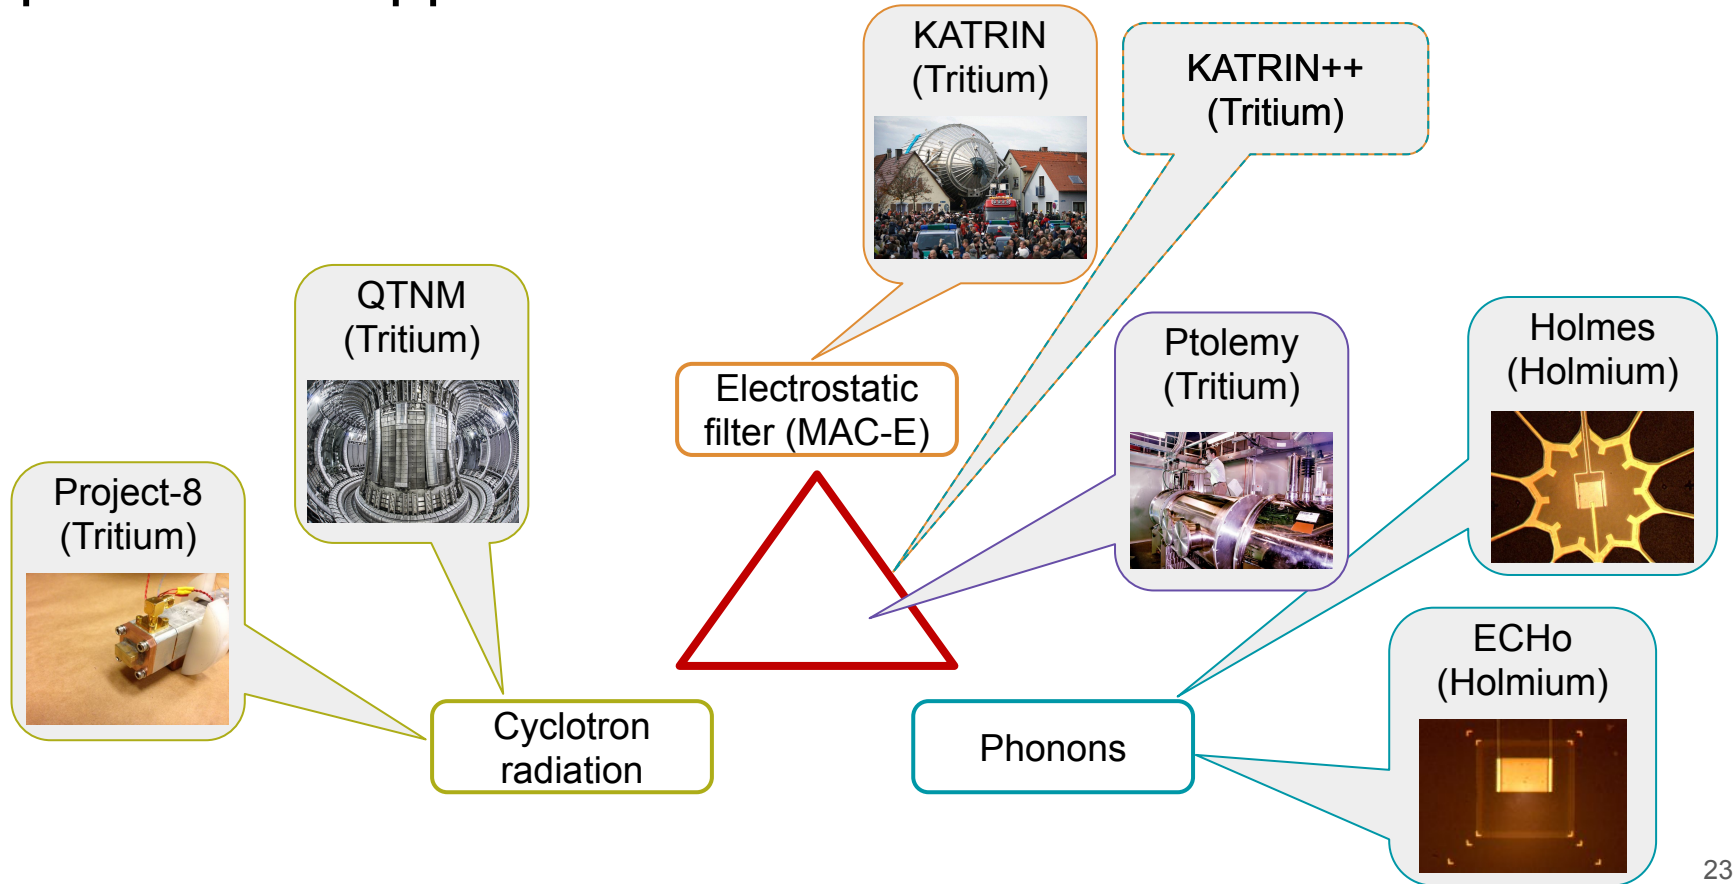 KATRIN
(Tritium)
KATRIN++
(Tritium)
QTNM
(Tritium)
Ptolemy
(Tritium)
Holmes
(Holmium)
Electrostatic
filter (MAC-E)
Project-8
(Tritium)
ECHo
(Holmium)
Cyclotron
radiation
Phonons
23